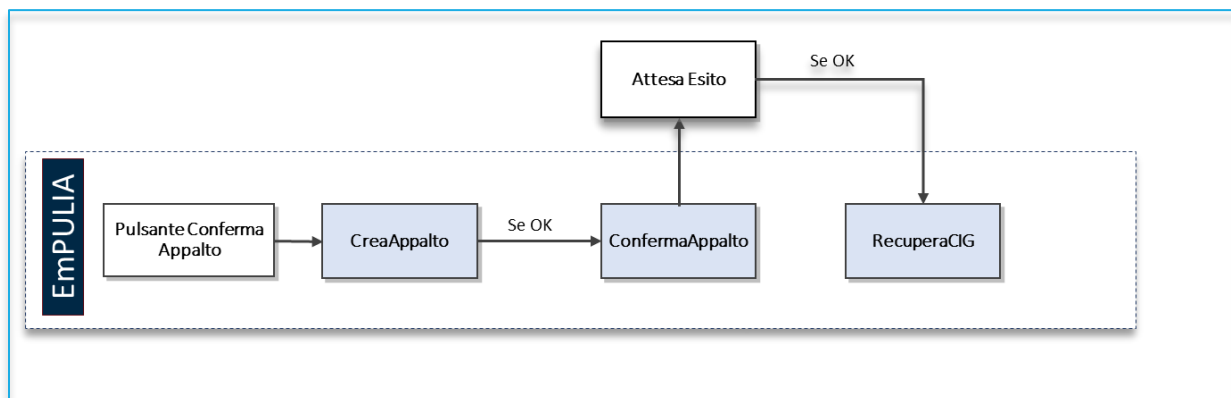 Attesa Esito
Se OK
EmPULIA
Pulsante Conferma
Appalto
CreaAppalto
Se OK
ConfermaAppalto
RecuperaCIG